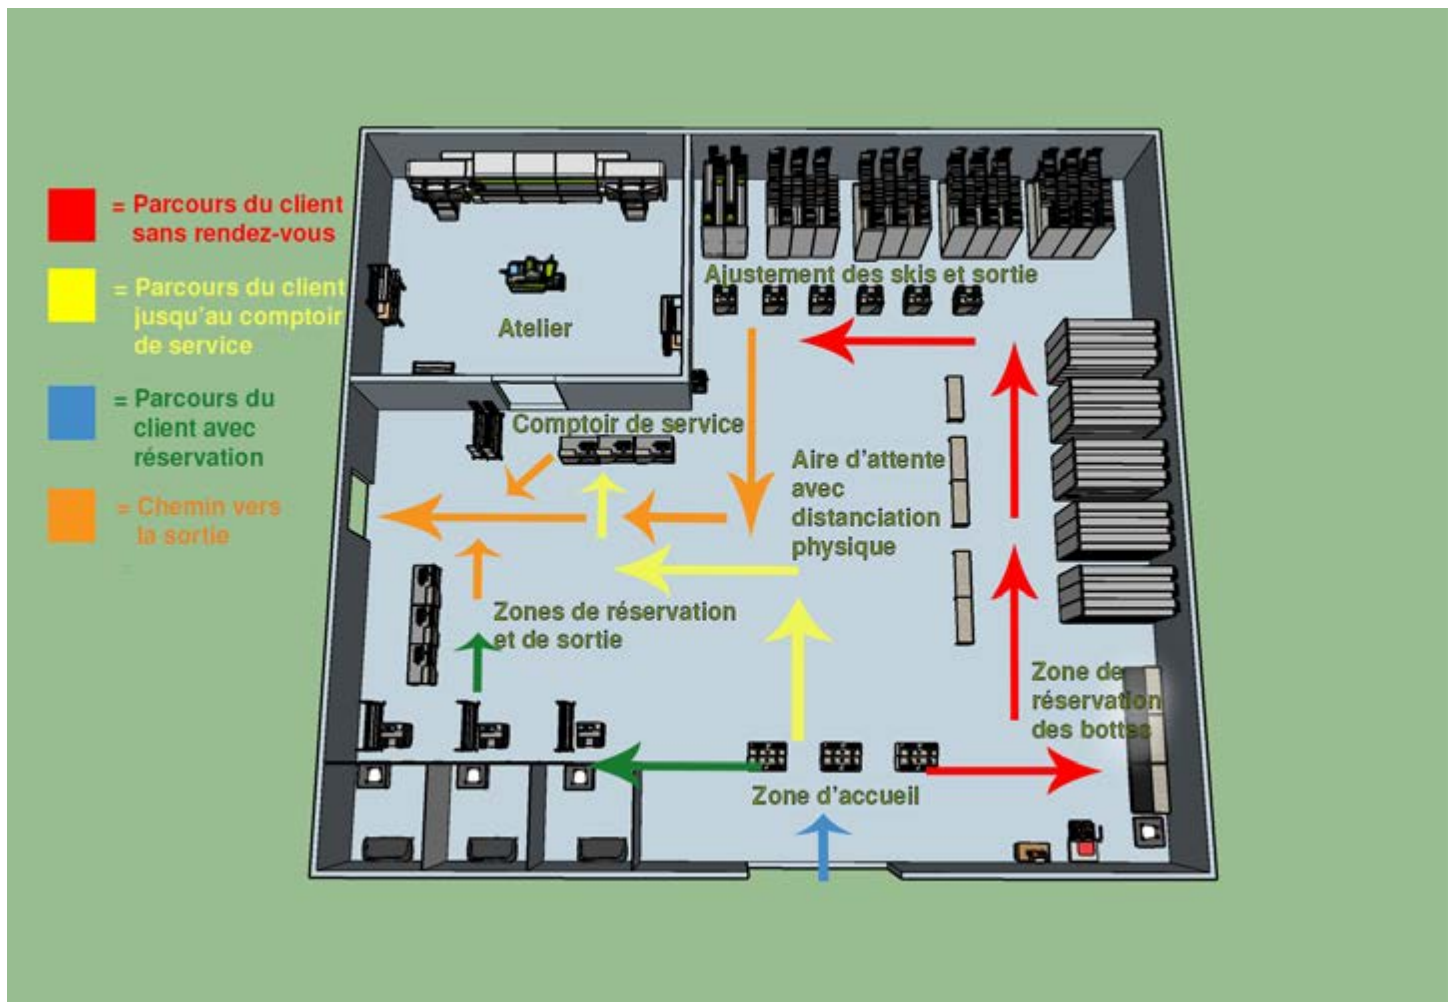 = Parcours du client
sans rendez-vous
= Parcours du client
jusqu'au comptoir
de service
= Parcours du
client avec
réservation
= Chemin vers
la sortie
Ajustement des skis et sortie
Atelier
Comptoir de service
Aire d'attente
avec
distanciation
physique
Zones de réservation
et de sortie
Zone de
réservation
des bottes
Zone d'accueil